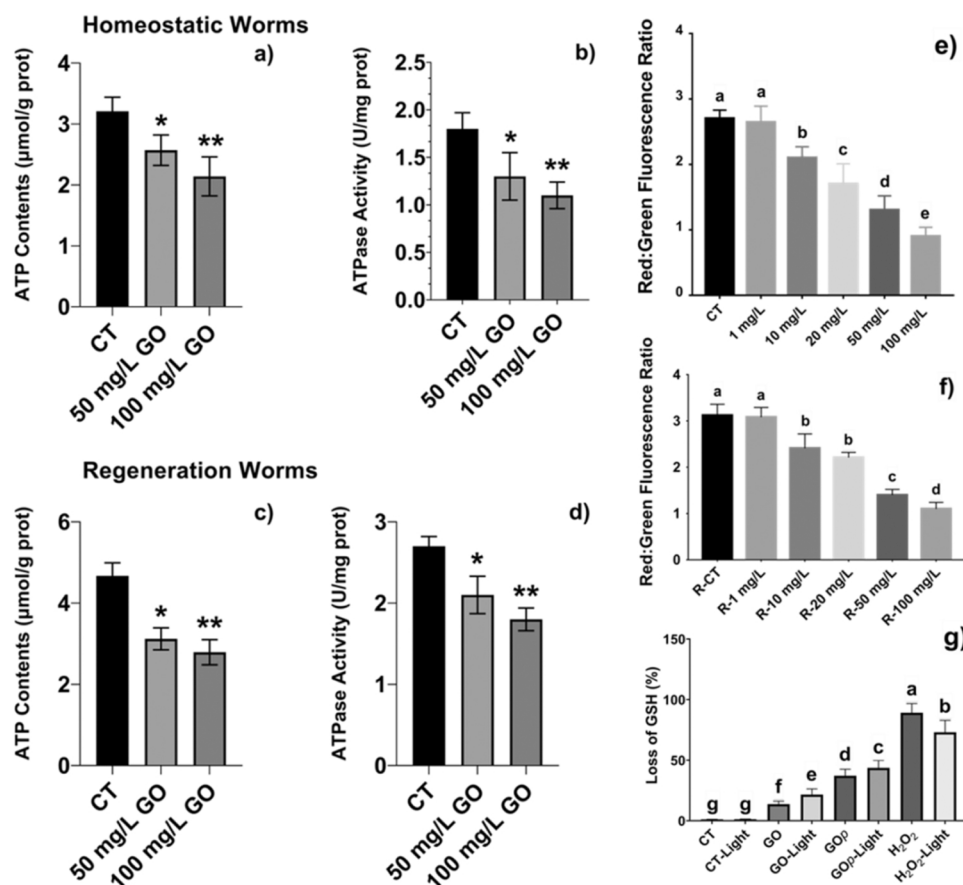 Homeostatic Worms
a)
ATP Contents (μmol/g prot)
4
3
2
1
0
*
**
CT
50 mg/L GO
100 mg/L GO
b)
ATPase Activity (U/mg prot)
2.5
2.0
1.5
1.0
0.5
0.0
*
**
CT
50 mg/L GO
100 mg/L GO
e)
Red:Green Fluorescence Ratio
4
3
2
1
0
a
a
b
c
d
e
CT
1 mg/L
10 mg/L
20 mg/L
50 mg/L
100 mg/L
Regeneration Worms
c)
ATP Contents (μmol/g prot)
6
4
2
0
*
**
CT
50 mg/L GO
100 mg/L GO
d)
ATPase Activity (U/mg prot)
3
2
1
0
*
**
CT
50 mg/L GO
100 mg/L GO
f)
Red:Green Fluorescence Ratio
4
3
2
1
0
a
a
b
b
c
d
R-CT
R-1 mg/L
R-10 mg/L
R-20 mg/L
R-50 mg/L
R-100 mg/L
g)
Loss of GSH (%)
150
100
50
0
g
g
f
e
d
c
a
b
CT
CT-Light
GO
GO-Light
GOp
GOp-Light
H₂O₂
H₂O₂-Light